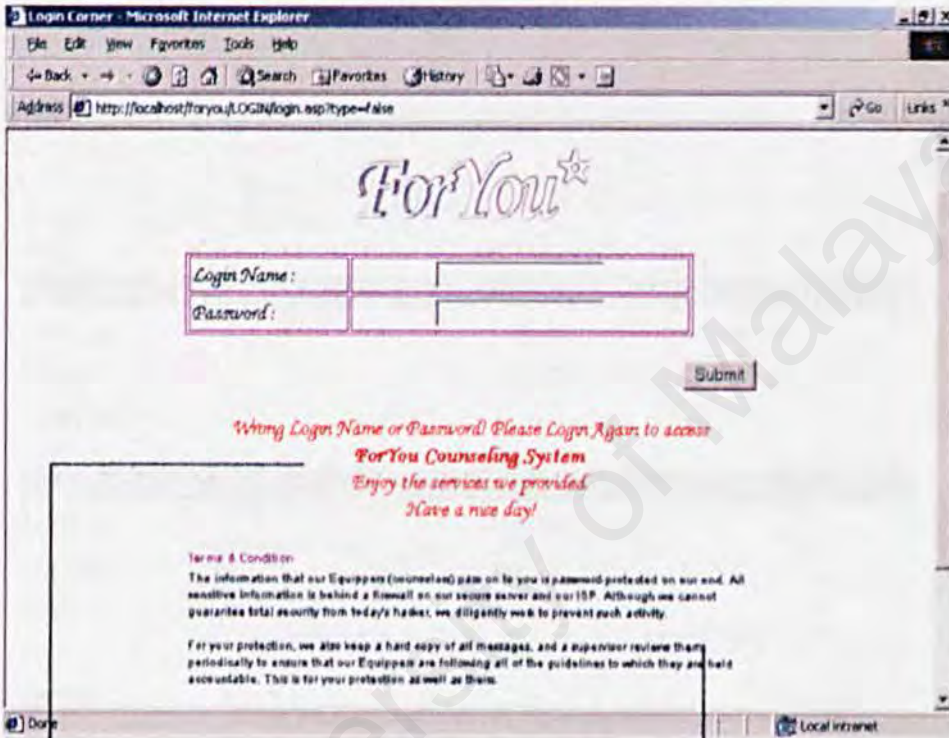 Login Corner - Microsoft Internet Explorer
File Edit View Favorites Tools Help
Back Search Favorites History
Address http://localhost/foryou/LOGIN/login.asp?type=false Go Links
ForYou
Login Name :
Password :
Submit
Wrong Login Name or Password! Please Login Again to access
ForYou Counseling System
Enjoy the services we provided
Have a nice day!
Terms & Condition
The information that our Equippers (counselors) pass on to you is password protected on our end. All
sensitive information is behind a firewall on our secure server and our ISP. Although we cannot
guarantee total security from today's hacker, we diligently work to prevent such activity.
For your protection, we also keep a hard copy of all messages, and a supervisor reviews them
periodically to ensure that our Equippers are following all of the guidelines to which they are held
accountable. This is for your protection as well as theirs.
Done Local intranet
University of Malaya